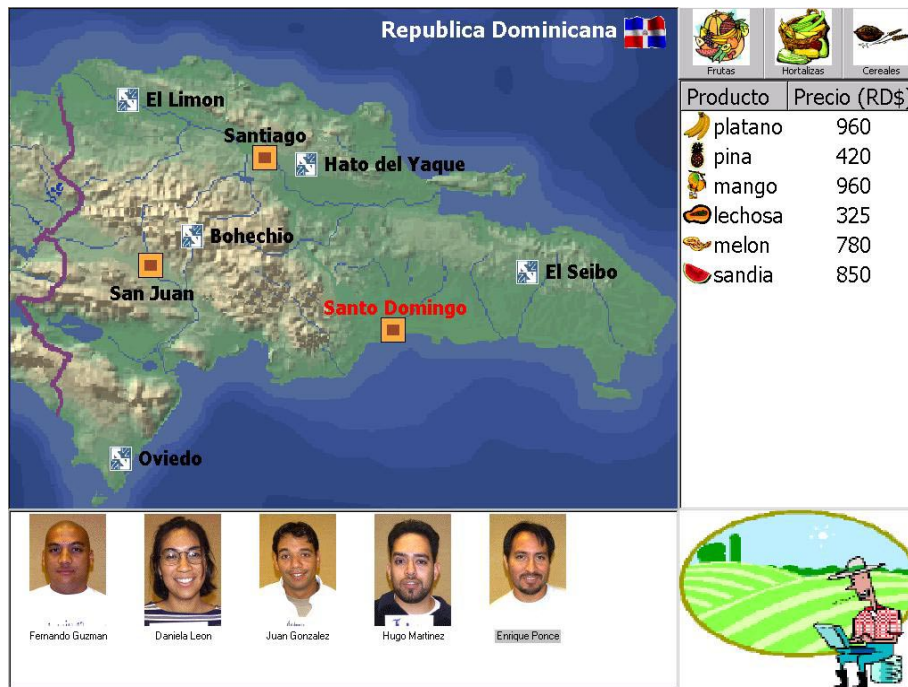 Republica Dominicana
El Limon
Santiago
Hato del Yaque
Bohechio
El Seibo
San Juan
Santo Domingo
Oviedo
Frutas Hortalizas Cereales
Producto Precio (RD$)
platano 960
pina 420
mango 960
lechosa 325
melon 780
sandia 850
Fernando Guzman Daniela Leon Juan Gonzalez Hugo Martinez Enrique Ponce